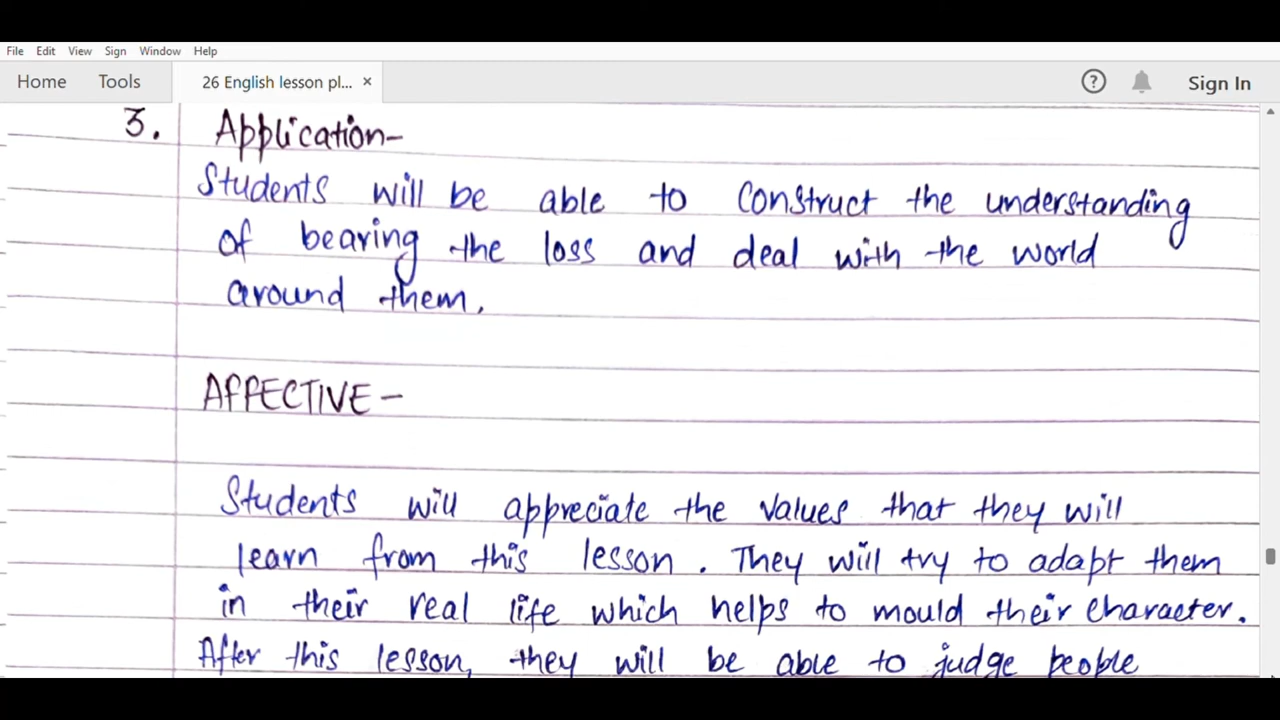 File Edit View Sign Window Help
Home Tools 26 English lesson pl... × ? Sign In
3. Application-
Students will be able to construct the understanding
of bearing the loss and deal with the world
around them.
AFFECTIVE -
Students will appreciate the values that they will
learn from this lesson. They will try to adapt them
in their real life which helps to mould their character.
After this lesson, they will be able to judge people